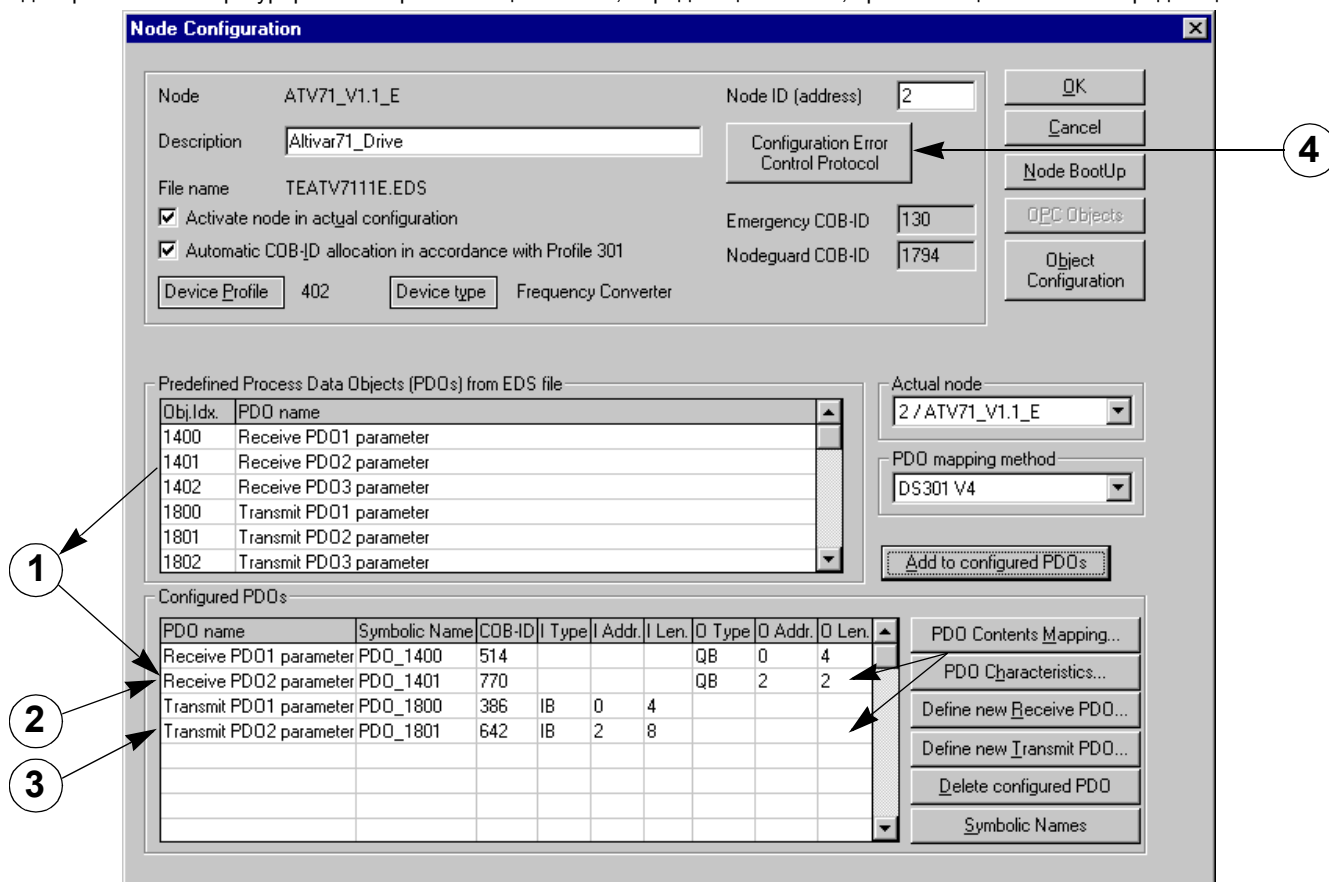 Node Configuration
Node ATV71_V1.1_E Node ID (address) 2 OK
Description Altivar71_Drive Configuration Error Control Protocol Cancel
4
File name TEATV7111E.EDS Node BootUp
Activate node in actual configuration Emergency COB-ID 130 OPC Objects
Automatic COB-ID allocation in accordance with Profile 301 Nodeguard COB-ID 1794 Object Configuration
Device Profile 402 Device type Frequency Converter
Predefined Process Data Objects (PDOs) from EDS file
Obj.Idx. PDO name
1400 Receive PDO1 parameter
1401 Receive PDO2 parameter
1402 Receive PDO3 parameter
1800 Transmit PDO1 parameter
1801 Transmit PDO2 parameter
1802 Transmit PDO3 parameter
Actual node
2 / ATV71_V1.1_E
PDO mapping method
DS301 V4
Add to configured PDOs
1
Configured PDOs
PDO name Symbolic Name COB-ID I Type I Addr. I Len. O Type O Addr. O Len.
Receive PDO1 parameter PDO_1400 514 QB 0 4
Receive PDO2 parameter PDO_1401 770 QB 2 2
Transmit PDO1 parameter PDO_1800 386 IB 0 4
Transmit PDO2 parameter PDO_1801 642 IB 2 8
2
3
PDO Contents Mapping...
PDO Characteristics...
Define new Receive PDO...
Define new Transmit PDO...
Delete configured PDO
Symbolic Names